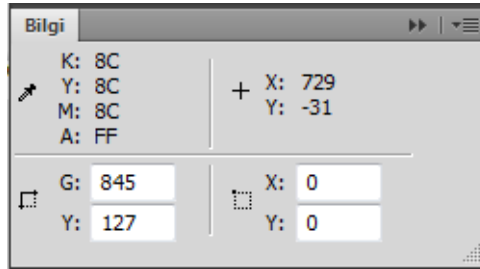 Bilgi
K: 8C
Y: 8C
M: 8C
A: FF
X: 729
Y: -31
G: 845
Y: 127
X: 0
Y: 0